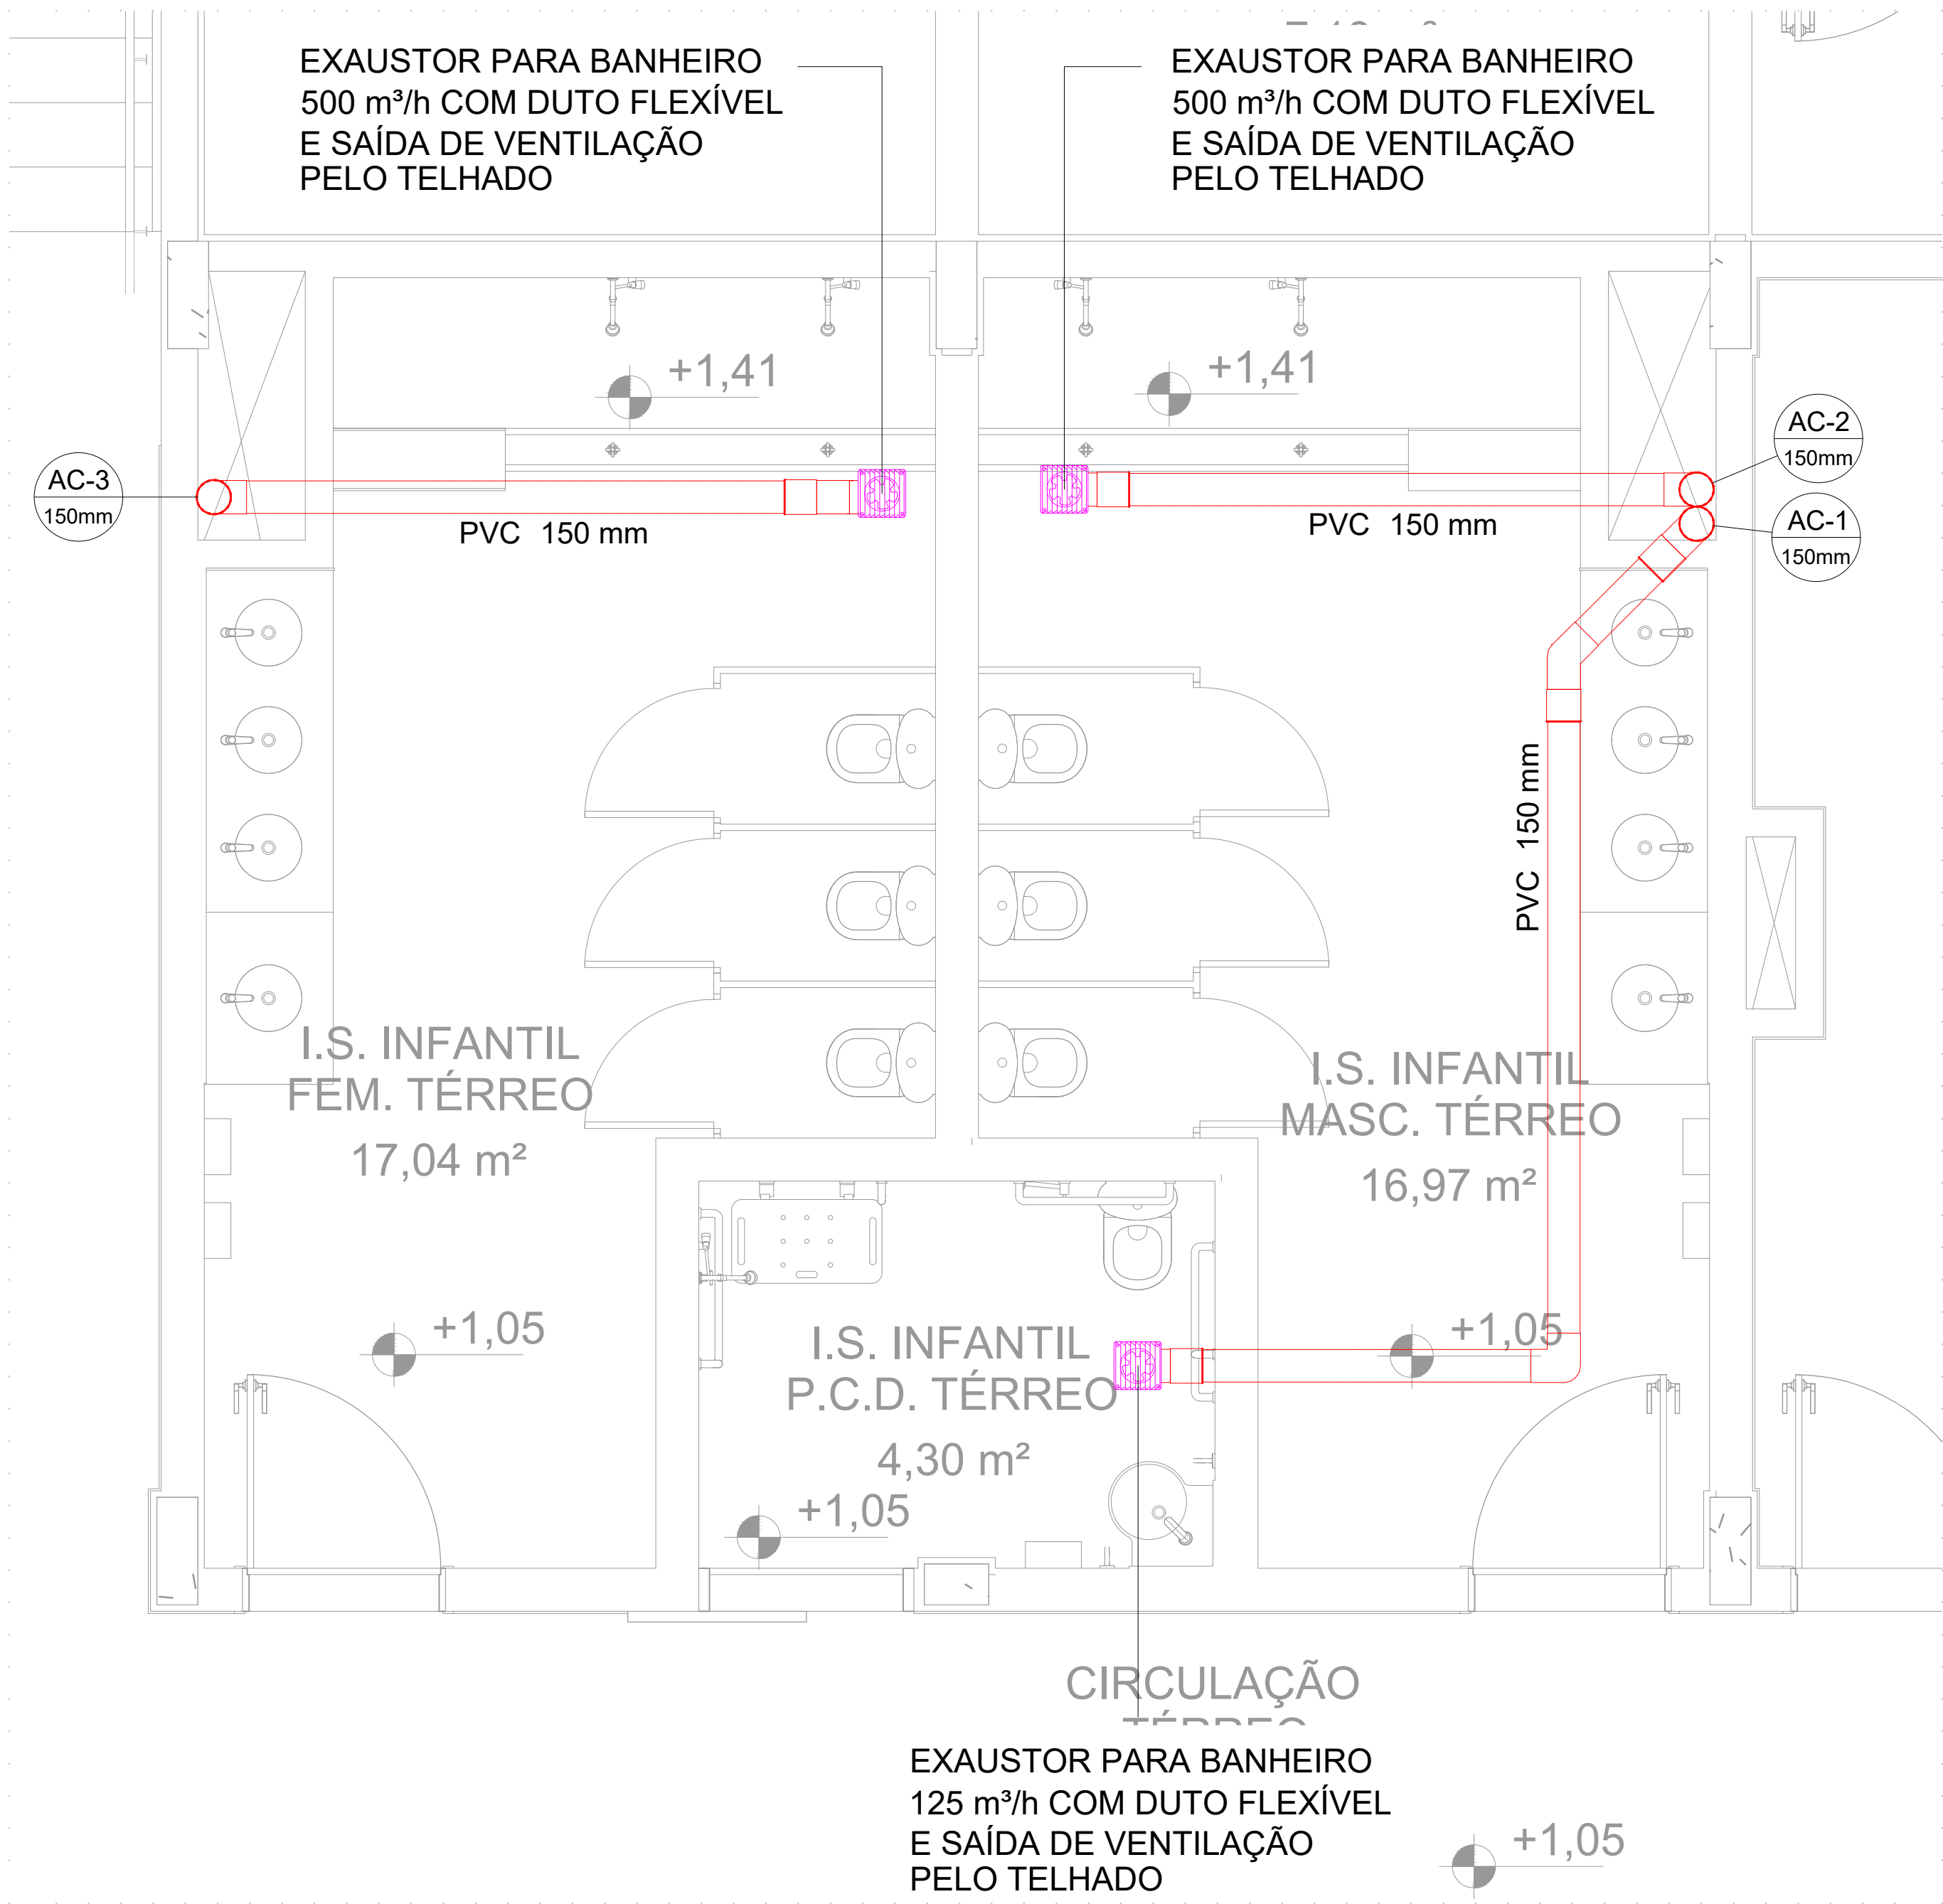 EXAUSTOR PARA BANHEIRO
500 m³/h COM DUTO FLEXÍVEL
E SAÍDA DE VENTILAÇÃO
PELO TELHADO
EXAUSTOR PARA BANHEIRO
500 m³/h COM DUTO FLEXÍVEL
E SAÍDA DE VENTILAÇÃO
PELO TELHADO
+1,41
+1,41
AC-2
150mm
AC-3
150mm
AC-1
150mm
PVC 150 mm
PVC 150 mm
PVC 150 mm
I.S. INFANTIL
FEM. TÉRREO
17,04 m²
I.S. INFANTIL
MASC. TÉRREO
16,97 m²
+1,05
+1,05
I.S. INFANTIL
P.C.D. TÉRREO
4,30 m²
+1,05
CIRCULAÇÃO
TÉRREO
EXAUSTOR PARA BANHEIRO
125 m³/h COM DUTO FLEXÍVEL
E SAÍDA DE VENTILAÇÃO
PELO TELHADO
+1,05